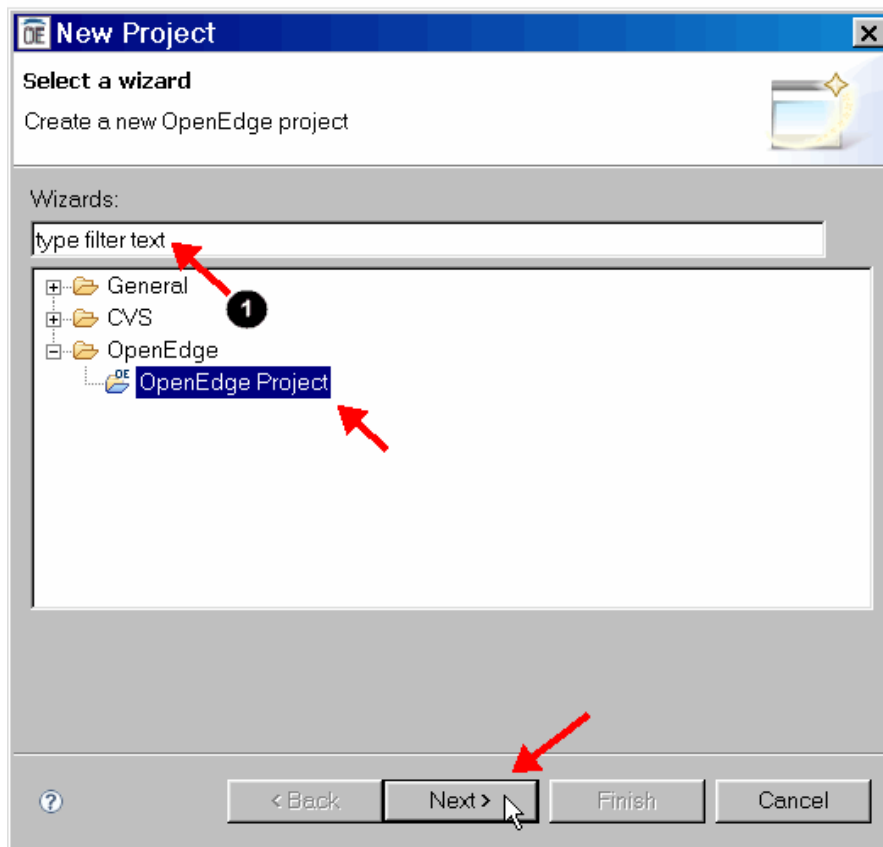 OE New Project
Select a wizard
Create a new OpenEdge project
Wizards:
type filter text
General
1
CVS
OpenEdge
OE OpenEdge Project
? < Back Next > Finish Cancel